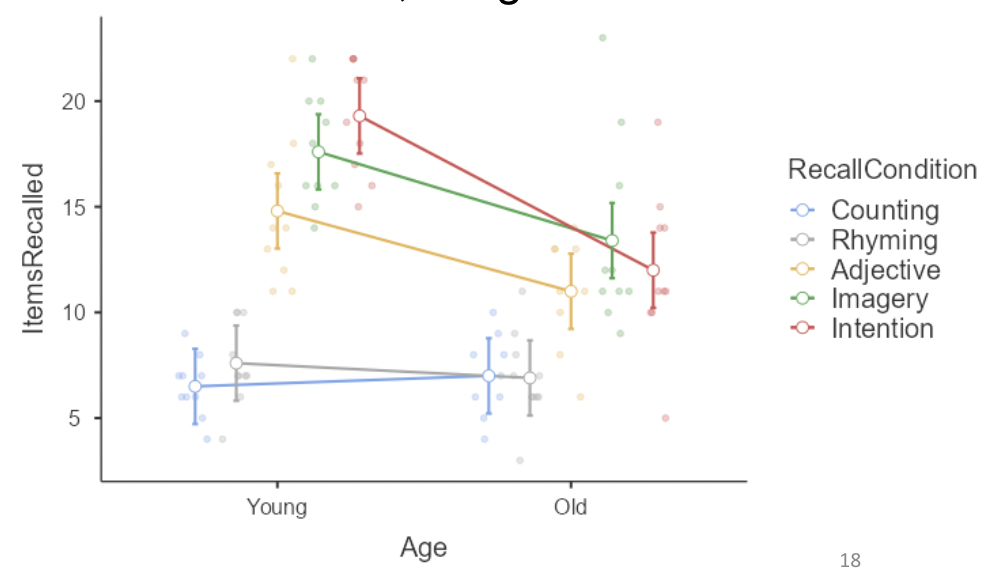 20
15
10
5
ItemsRecalled
Young
Old
Age
RecallCondition
Counting
Rhyming
Adjective
Imagery
Intention
18